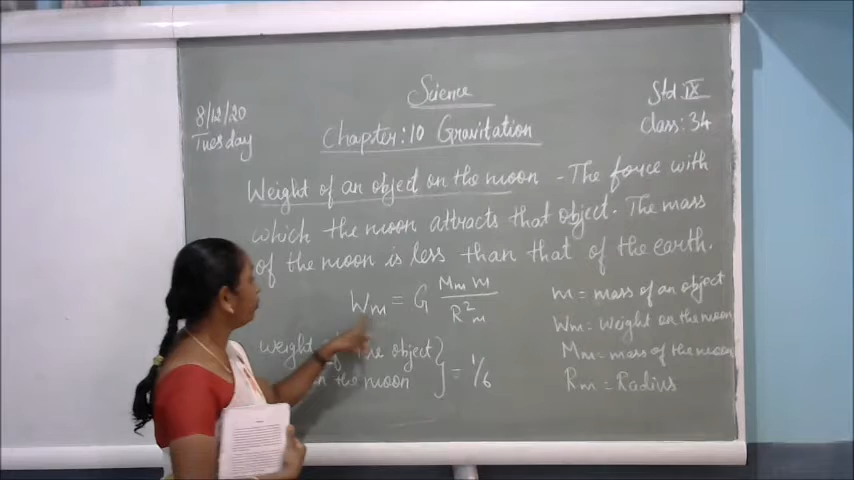 Science
8/12/20
Tuesday
Std IX
Class: 34
Chapter: 10 Gravitation
Weight of an object on the moon - The force with
which the moon attracts that object. The mass
of the moon is less than that of the earth.
Wm = G Mm m / R²m
weight of the object
on the moon } = 1/6
m = mass of an object
Wm = weight on the moon
Mm = mass of the moon
Rm = Radius